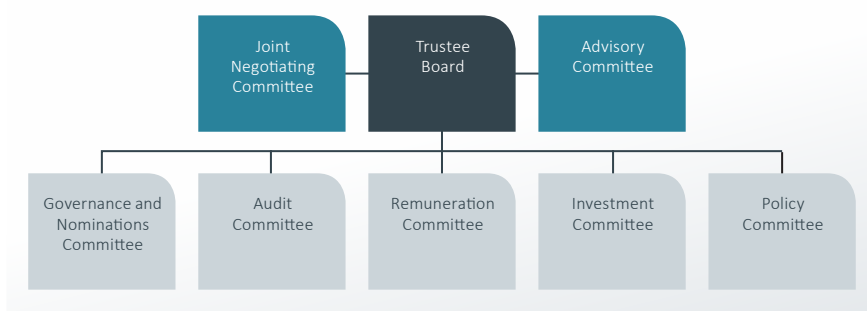 Joint
Negotiating
Committee
Trustee
Board
Advisory
Committee
Governance and
Nominations
Committee
Audit
Committee
Remuneration
Committee
Investment
Committee
Policy
Committee